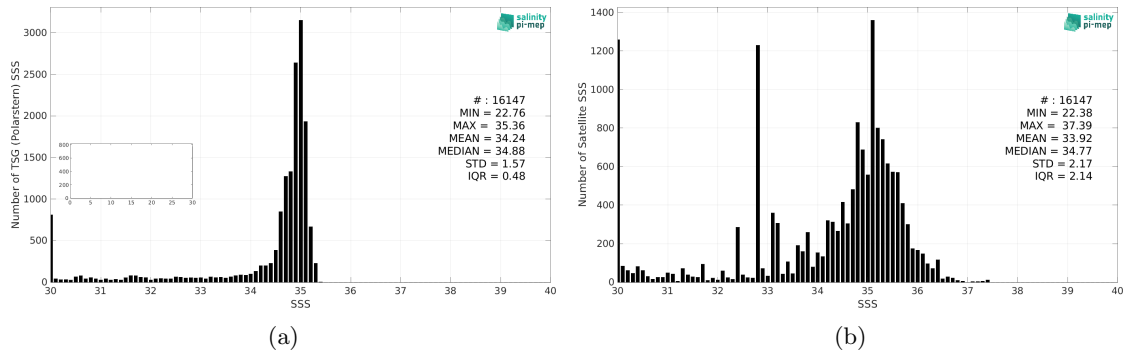 3000
2500
2000
1500
1000
500
0
Number of TSG (Polarstern) SSS
salinity
pi-mep
# : 16147
MIN = 22.76
MAX = 35.36
MEAN = 34.24
MEDIAN = 34.88
STD = 1.57
IQR = 0.48
800
600
400
200
0
0 5 10 15 20 25 30
30 31 32 33 34 35 36 37 38 39 40
SSS
(a)
1400
1200
1000
800
600
400
200
0
Number of Satellite SSS
salinity
pi-mep
# : 16147
MIN = 22.38
MAX = 37.39
MEAN = 33.92
MEDIAN = 34.77
STD = 2.17
IQR = 2.14
30 31 32 33 34 35 36 37 38 39 40
SSS
(b)